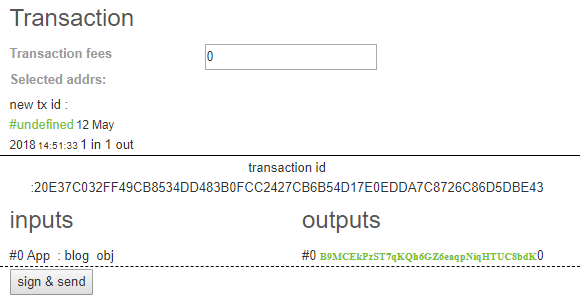 Transaction
Transaction fees 0
Selected addrs:
new tx id :
#undefined 12 May
2018 14:51:33 1 in 1 out
transaction id
:20E37C032FF49CB8534DD483B0FCC2427CB6B54D17E0EDDA7C8726C86D5DBE43
inputs outputs
#0 App : blog obj #0 B9MCEkPzST7qKQh6GZ6eaqpNiqHTUC8bdK0
sign & send